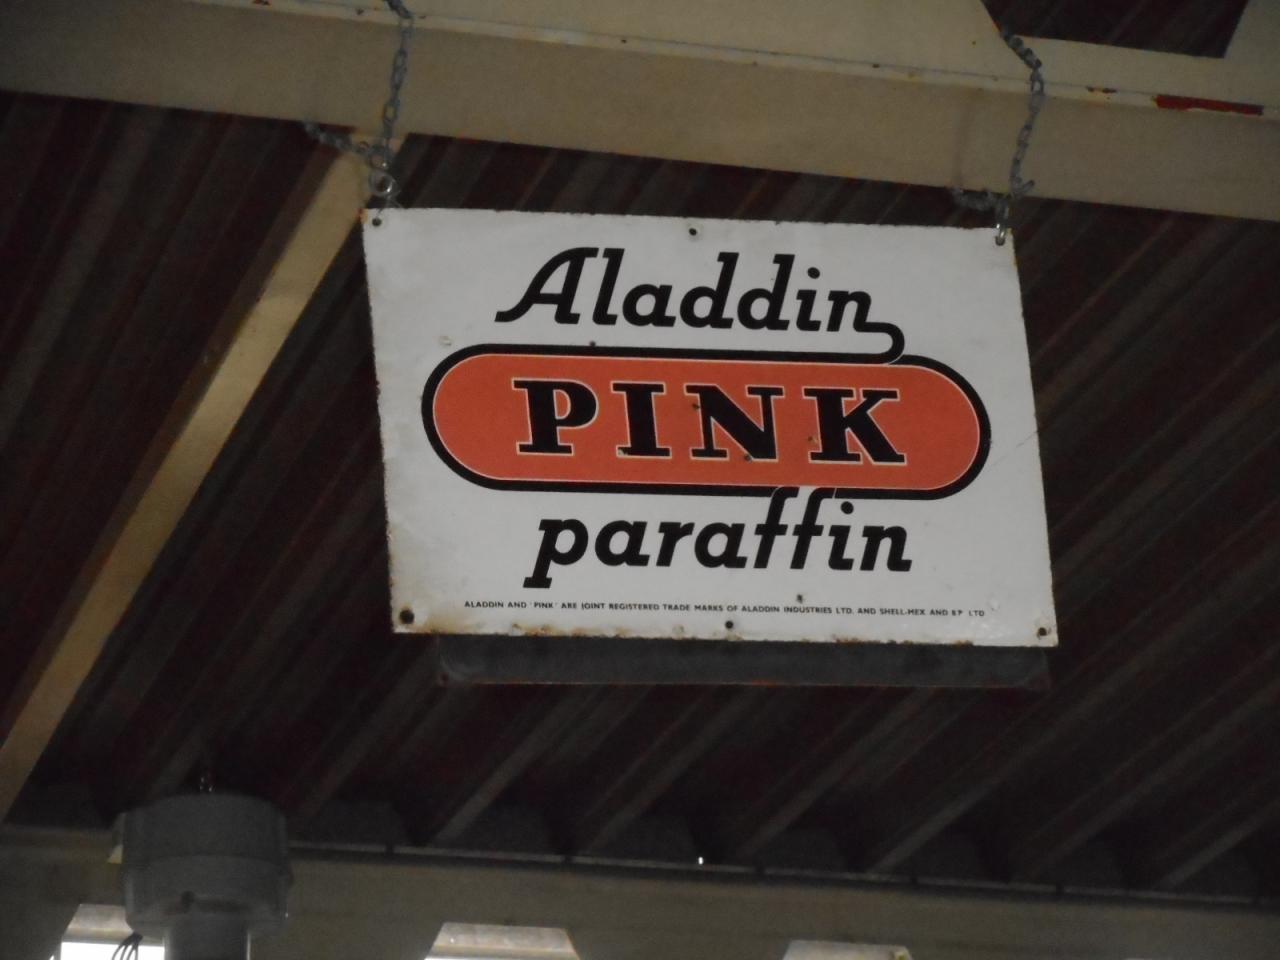 Aladdin
PINK
paraffin
ALADDIN AND 'PINK' ARE JOINT REGISTERED TRADE MARKS OF ALADDIN INDUSTRIES LTD. AND SHELL-MEX AND B.P. LTD